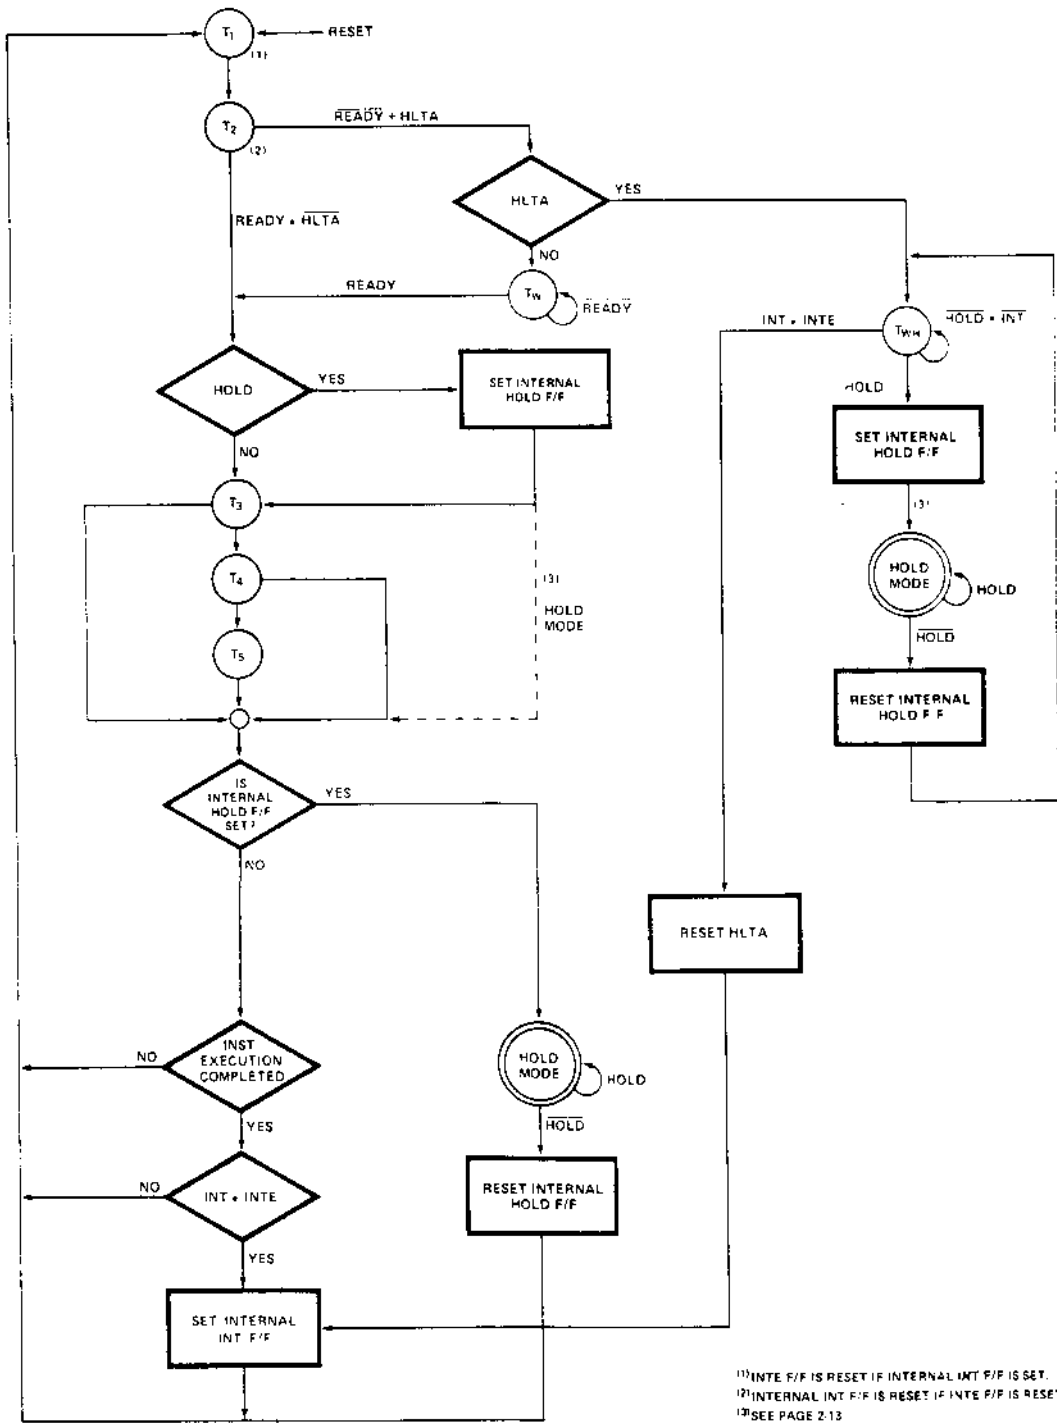 T1
RESET
(1)
T2
READY + HLTA
(2)
HLTA
YES
READY • HLTA
NO
READY
TW
READY
INT • INTE
TWH
HOLD • INT
HOLD
YES
SET INTERNAL
HOLD F/F
HOLD
SET INTERNAL
HOLD F/F
NO
T3
(3)
T4
(3)
HOLD
MODE
HOLD
MODE
HOLD
T5
HOLD
RESET INTERNAL
HOLD F/F
IS
INTERNAL
HOLD F/F
SET?
YES
NO
RESET HLTA
NO
INST
EXECUTION
COMPLETED
HOLD
MODE
HOLD
YES
HOLD
NO
INT • INTE
RESET INTERNAL
HOLD F/F
YES
SET INTERNAL
INT F/F
(1) INTE F/F IS RESET IF INTERNAL INT F/F IS SET.
(2) INTERNAL INT F/F IS RESET IF INTE F/F IS RESET
(3) SEE PAGE 2-13